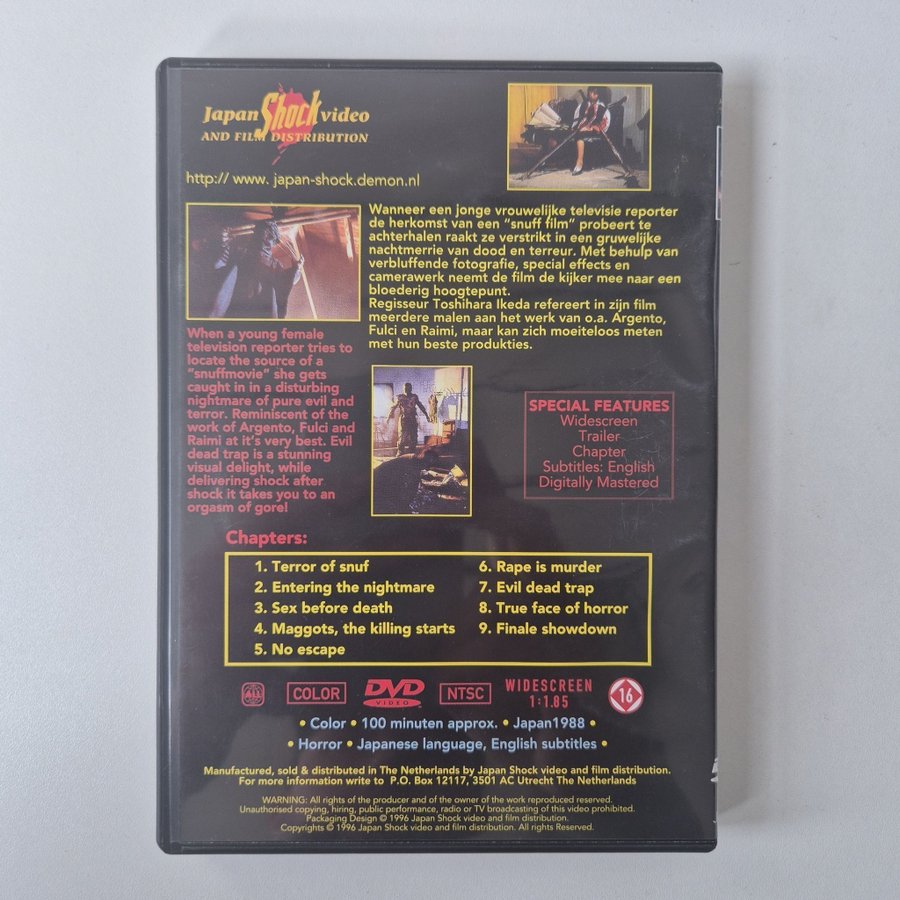 Japan Shock video
AND FILM DISTRIBUTION
http:// www. japan-shock.demon.nl
Wanneer een jonge vrouwelijke televisie reporter
de herkomst van een "snuff film" probeert te
achterhalen raakt ze verstrikt in een gruwelijke
nachtmerrie van dood en terreur. Met behulp van
verbluffende fotografie, special effects en
camerawerk neemt de film de kijker mee naar een
bloederig hoogtepunt.
Regisseur Toshihara Ikeda refereert in zijn film
meerdere malen aan het werk van o.a. Argento,
Fulci en Raimi, maar kan zich moeiteloos meten
met hun beste produkties.
When a young female
television reporter tries to
locate the source of a
"snuffmovie" she gets
caught in in a disturbing
nightmare of pure evil and
terror. Reminiscent of the
work of Argento, Fulci and
Raimi at it's very best. Evil
dead trap is a stunning
visual delight, while
delivering shock after
shock it takes you to an
orgasm of gore!
SPECIAL FEATURES
Widescreen
Trailer
Chapter
Subtitles: English
Digitally Mastered
Chapters:
1. Terror of snuf
2. Entering the nightmare
3. Sex before death
4. Maggots, the killing starts
5. No escape
6. Rape is murder
7. Evil dead trap
8. True face of horror
9. Finale showdown
COLOR
DVD
VIDEO
NTSC
WIDESCREEN
1:1.85
16
• Color • 100 minuten approx. • Japan1988 •
• Horror • Japanese language, English subtitles •
Manufactured, sold & distributed in The Netherlands by Japan Shock video and film distribution.
For more information write to P.O. Box 12117, 3501 AC Utrecht The Netherlands
WARNING: All rights of the producer and of the owner of the work reproduced reserved.
Unauthorised copying, hiring, public performance, radio or TV broadcasting of this video prohibited.
Packaging Design © 1996 Japan Shock video and film distribution.
Copyrights © 1996 Japan Shock video and film distribution. All rights Reserved.